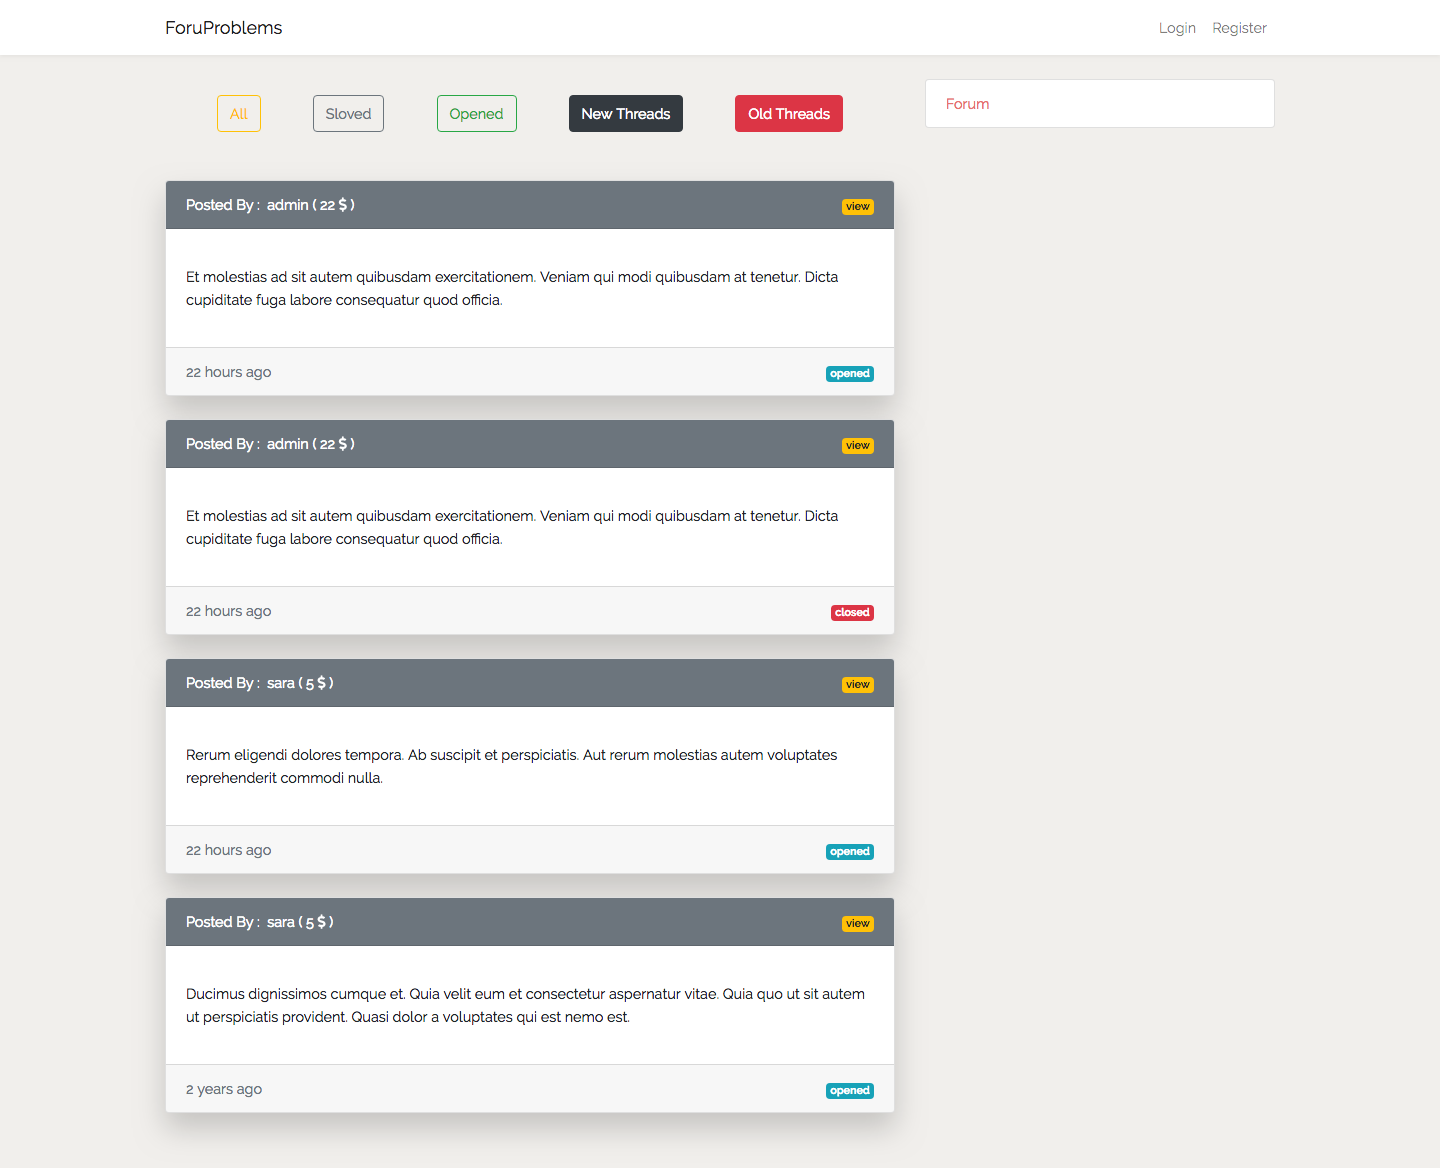 ForuProblems
Login Register
All Sloved Opened New Threads Old Threads
Forum
Posted By : admin ( 22 $ ) view
Et molestias ad sit autem quibusdam exercitationem. Veniam qui modi quibusdam at tenetur. Dicta
cupiditate fuga labore consequatur quod officia.
22 hours ago opened
Posted By : admin ( 22 $ ) view
Et molestias ad sit autem quibusdam exercitationem. Veniam qui modi quibusdam at tenetur. Dicta
cupiditate fuga labore consequatur quod officia.
22 hours ago closed
Posted By : sara ( 5 $ ) view
Rerum eligendi dolores tempora. Ab suscipit et perspiciatis. Aut rerum molestias autem voluptates
reprehenderit commodi nulla.
22 hours ago opened
Posted By : sara ( 5 $ ) view
Ducimus dignissimos cumque et. Quia velit eum et consectetur aspernatur vitae. Quia quo ut sit autem
ut perspiciatis provident. Quasi dolor a voluptates qui est nemo est.
2 years ago opened